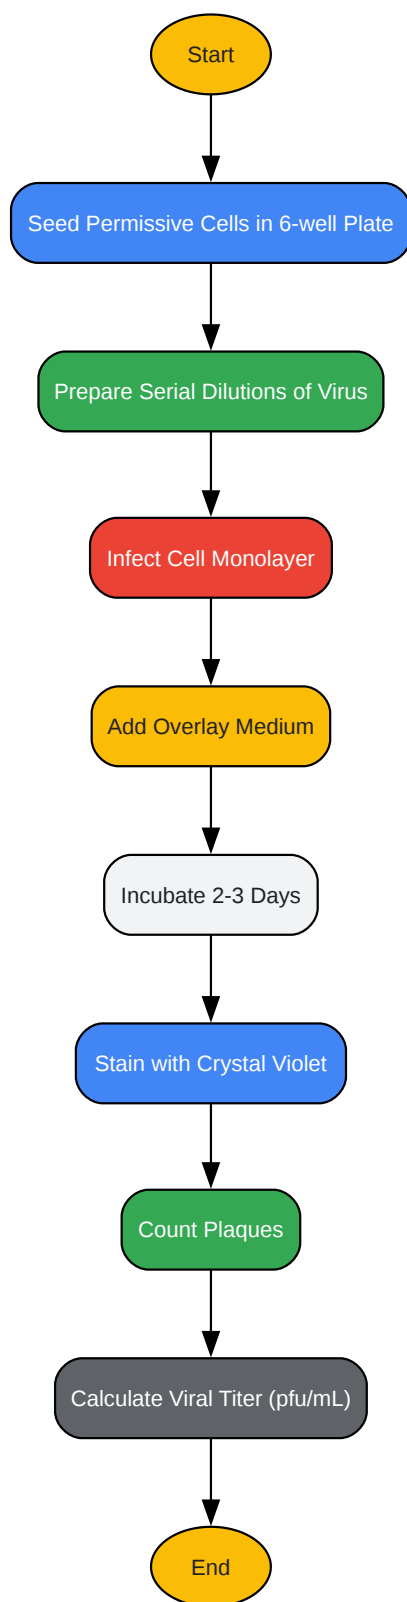 Start
Seed Permissive Cells in 6-well Plate
Prepare Serial Dilutions of Virus
Infect Cell Monolayer
Add Overlay Medium
Incubate 2-3 Days
Stain with Crystal Violet
Count Plaques
Calculate Viral Titer (pfu/mL)
End